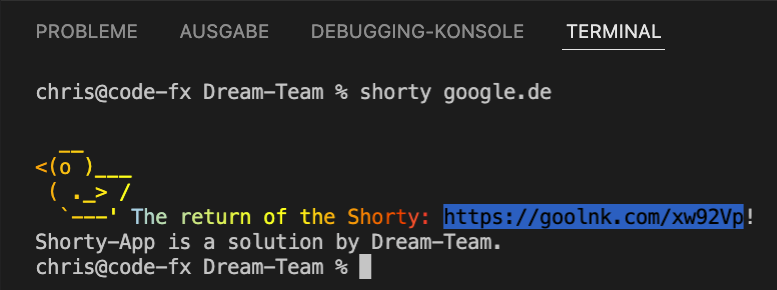 PROBLEME AUSGABE DEBUGGING-KONSOLE TERMINAL
chris@code-fx Dream-Team % shorty google.de
  __
<(o )___
 ( ._> /
  `---' The return of the Shorty: https://goolnk.com/xw92Vp!
Shorty-App is a solution by Dream-Team.
chris@code-fx Dream-Team %